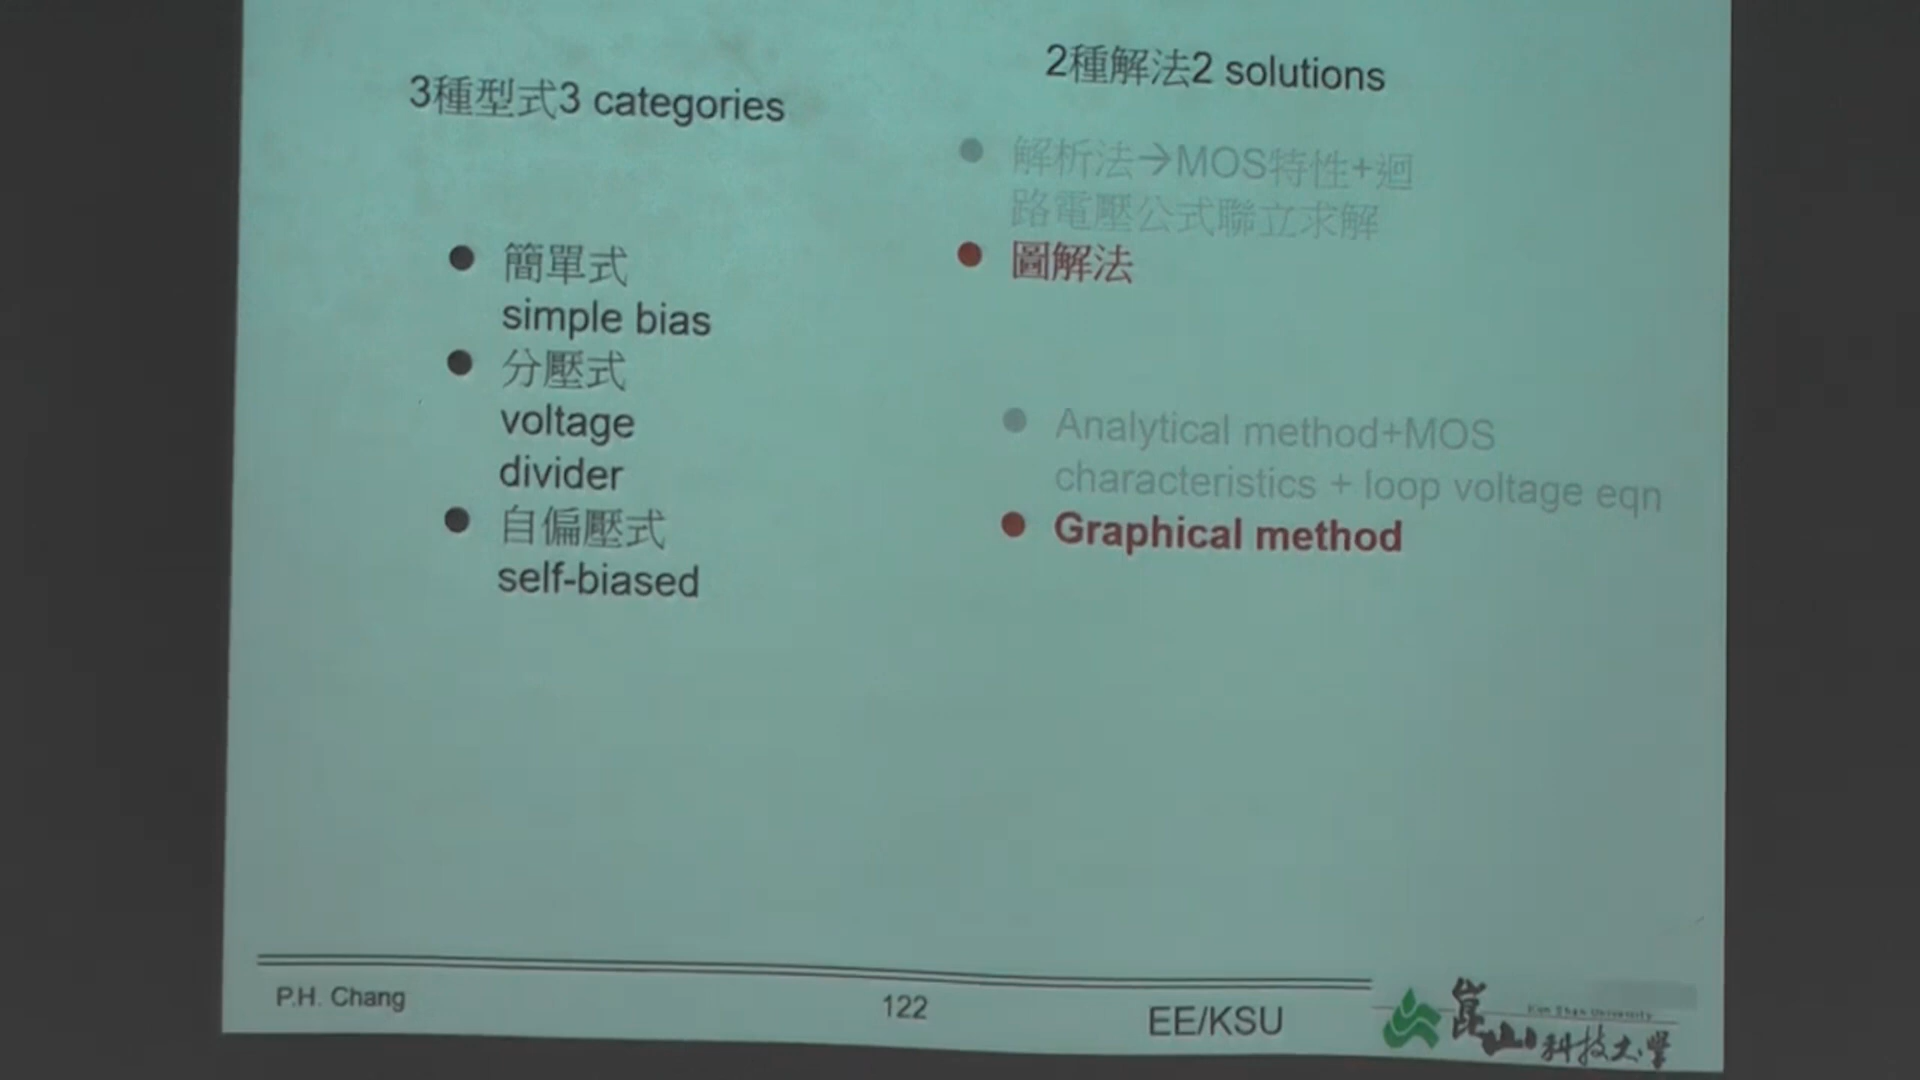 3種型式3 categories
簡單式
simple bias
分壓式
voltage
divider
自偏壓式
self-biased
2種解法2 solutions
解析法→MOS特性+迴
路電壓公式聯立求解
圖解法
Analytical method+MOS
characteristics + loop voltage eqn
Graphical method
P.H. Chang
122
EE/KSU
Kun Shan University
崑山科技大學